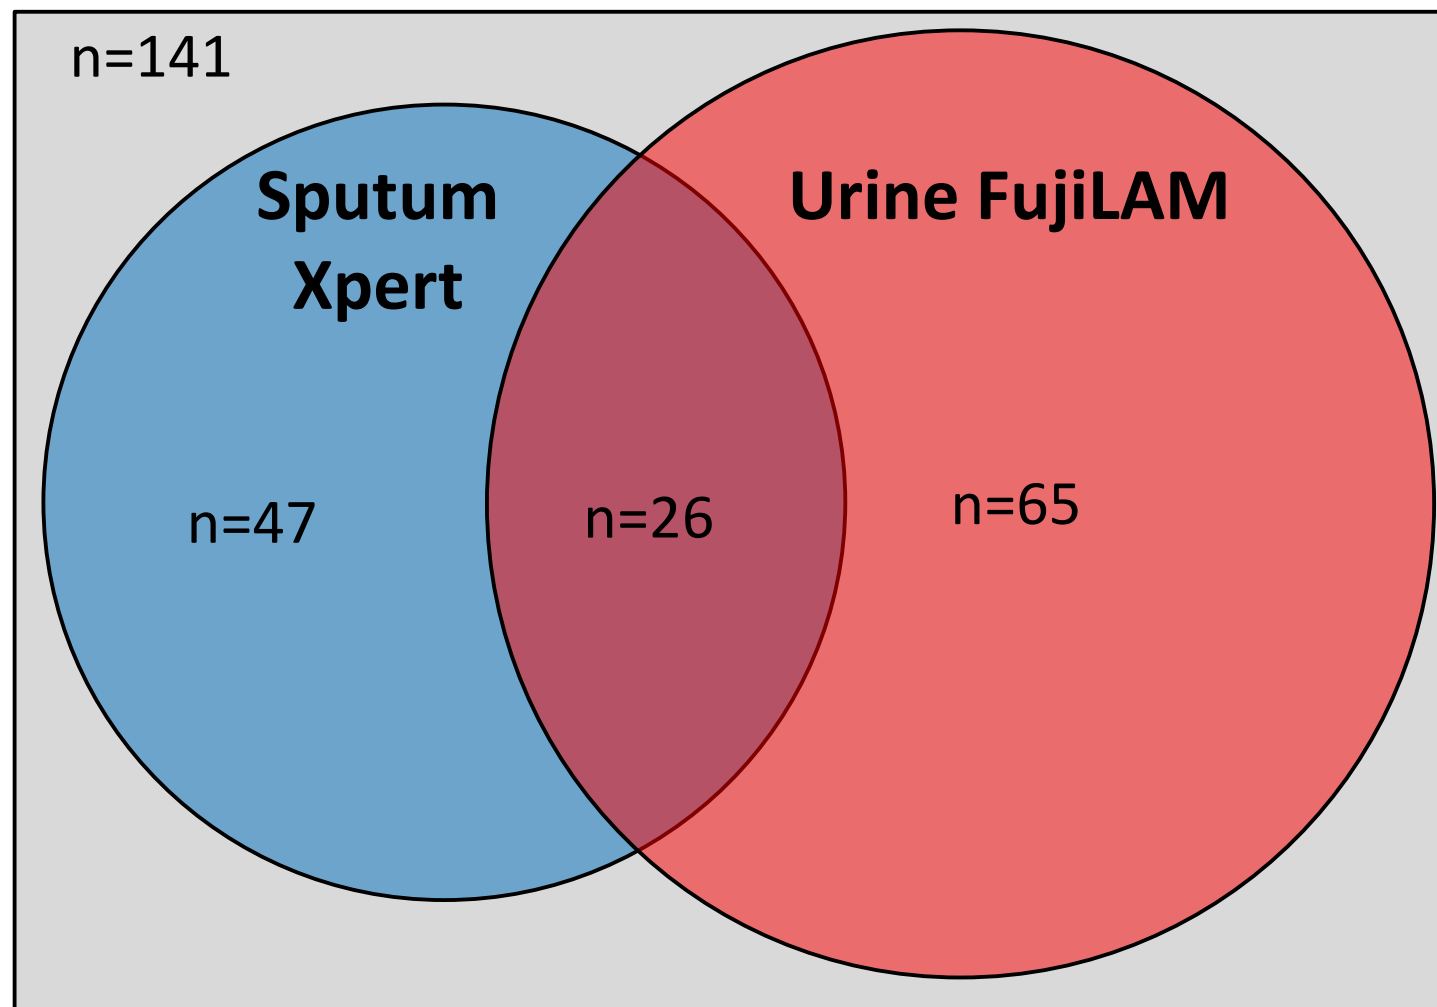 n=141
Sputum
Xpert
Urine FujiLAM
n=47
n=26
n=65